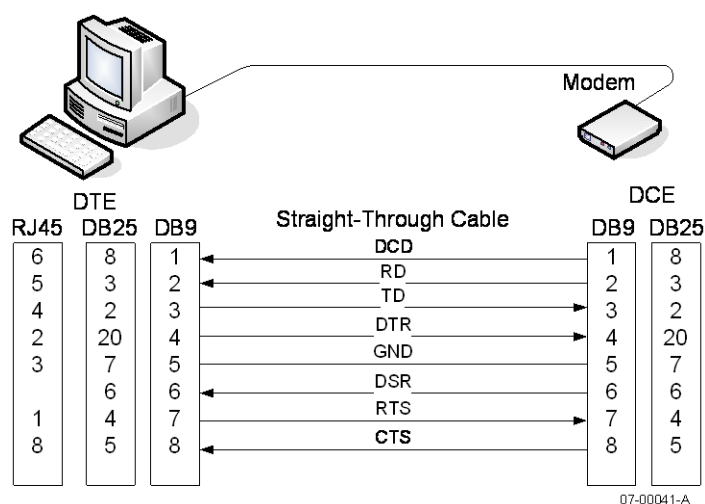 Modem
DTE
DCE
RJ45 DB25 DB9 Straight-Through Cable DB9 DB25
6 8 1 DCD 1 8
5 3 2 RD 2 3
4 2 3 TD 3 2
2 20 4 DTR 4 20
3 7 5 GND 5 7
6 6 DSR 6 6
1 4 7 RTS 7 4
8 5 8 CTS 8 5
07-00041-A